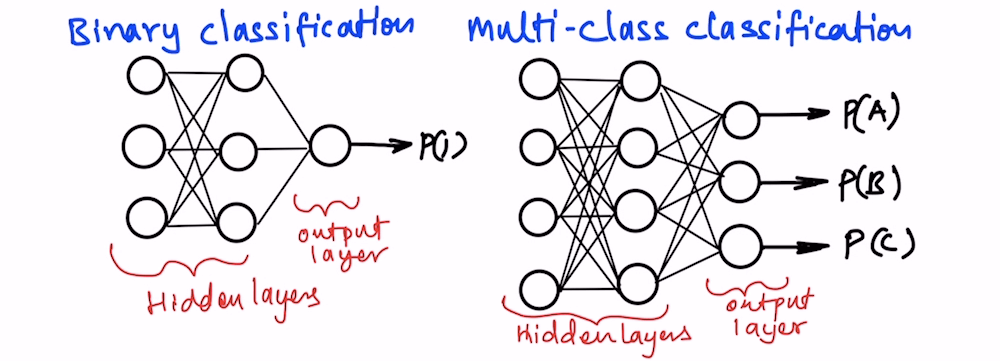 Binary classification
P(1)
output
layer
Hidden layers
multi-class classification
P(A)
P(B)
P(C)
output
layer
Hidden layers